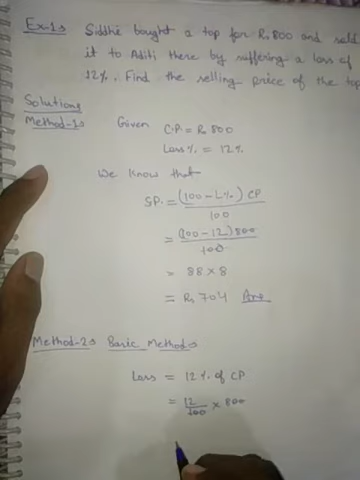 Ex-1:- Siddhi bought a top for Rs 800 and sold
it to Aditi there by suffering a loss of
12%. Find the selling price of the top
Solution:-
Method-1:- Given C.P. = Rs 800
Loss % = 12%
We know that
S.P. = (100 - L%) CP / 100
= (100 - 12) 800 / 100
= 88 × 8
= Rs 704 Ans
Method-2:- Basic Method:-
Loss = 12% of CP
= 12/100 × 800